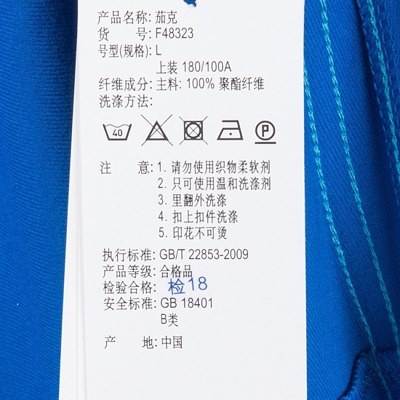 产品名称: 茄克
货 号: F48323
号型(规格): L
上装 180/100A
纤维成分: 主料: 100% 聚酯纤维
洗涤方法:
40 P
注 意: 1. 请勿使用织物柔软剂
2. 只可使用温和洗涤剂
3. 里翻外洗涤
4. 扣上扣件洗涤
5. 印花不可烫
执行标准: GB/T 22853-2009
产品等级: 合格品
检验合格: 检18
安全标准: GB 18401
B类
产 地: 中国